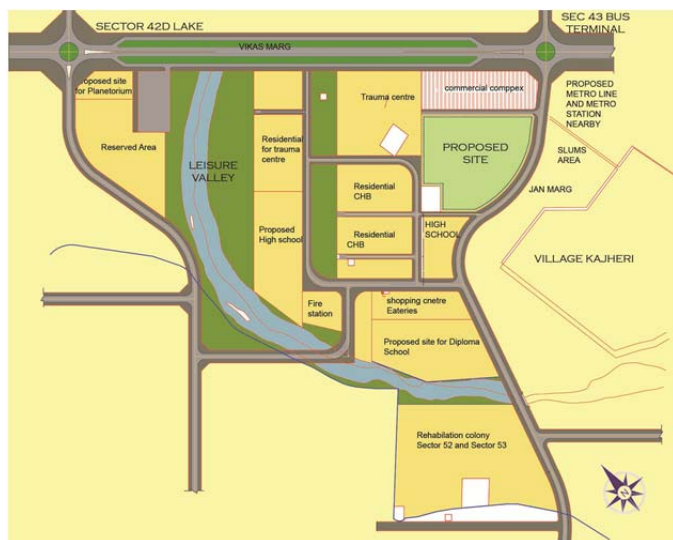 SECTOR 42D LAKE
SEC 43 BUS
TERMINAL
VIKAS MARG
roposed site
for Planetorium
Trauma centre
commercial comppex
PROPOSED
METRO LINE
AND METRO
STATION
NEARBY
Reserved Area
LEISURE
VALLEY
Residential
for trauma
centre
PROPOSED
SITE
SLUMS
AREA
JAN MARG
Residential
CHB
Proposed
High school
Residential
CHB
HIGH
SCHOOL
VILLAGE KAJHERI
Fire
station
shopping cnetre
Eateries
Proposed site for Diploma
School
Rehabilation colony
Sector 52 and Sector 53
N